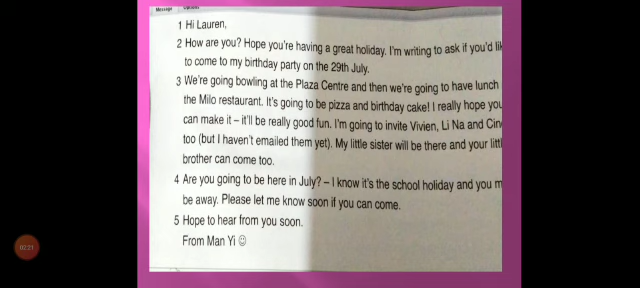 Message Options
1 Hi Lauren,
2 How are you? Hope you're having a great holiday. I'm writing to ask if you'd
to come to my birthday party on the 29th July.
3 We're going bowling at the Plaza Centre and then we're going to have lunch
the Milo restaurant. It's going to be pizza and birthday cake! I really hope you
can make it – it'll be really good fun. I'm going to invite Vivien, Li Na and
too (but I haven't emailed them yet). My little sister will be there and your
brother can come too.
4 Are you going to be here in July? – I know it's the school holiday and you
be away. Please let me know soon if you can come.
5 Hope to hear from you soon.
From Man Yi ☺
02:21